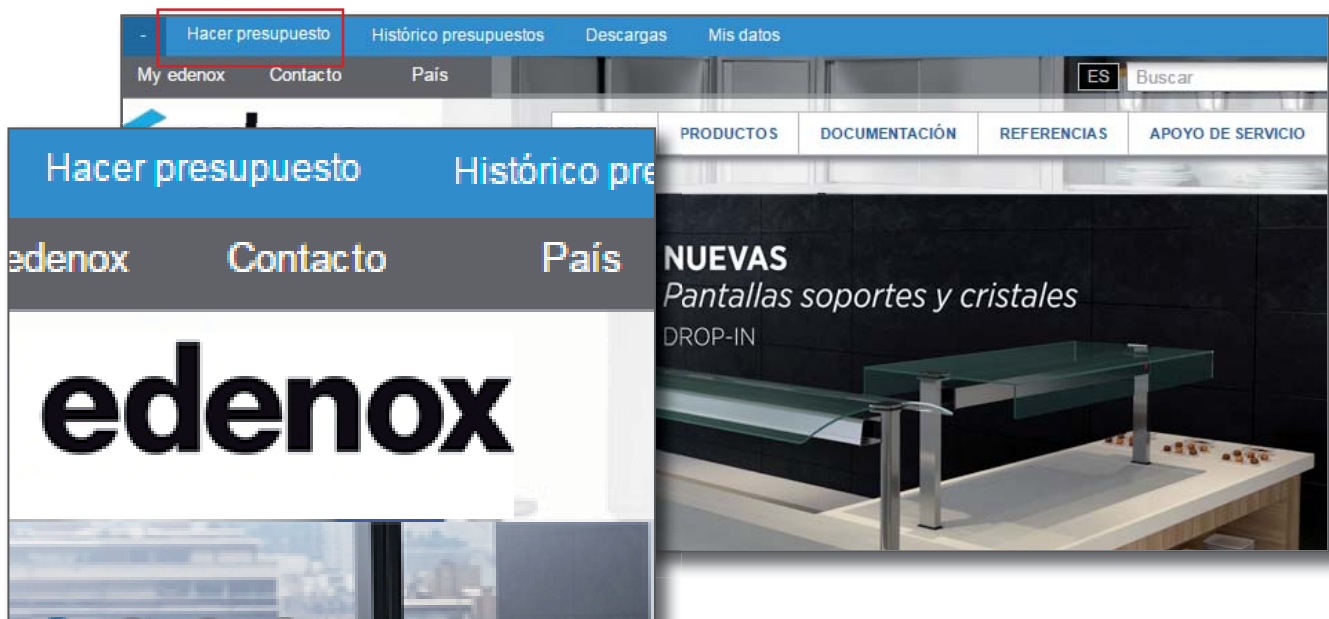 - Hacer presupuesto Histórico presupuestos Descargas Mis datos
My edenox Contacto País ES Buscar
PRODUCTOS DOCUMENTACIÓN REFERENCIAS APOYO DE SERVICIO
NUEVAS
Pantallas soportes y cristales
DROP-IN
Hacer presupuesto Histórico pre
edenox Contacto País
edenox